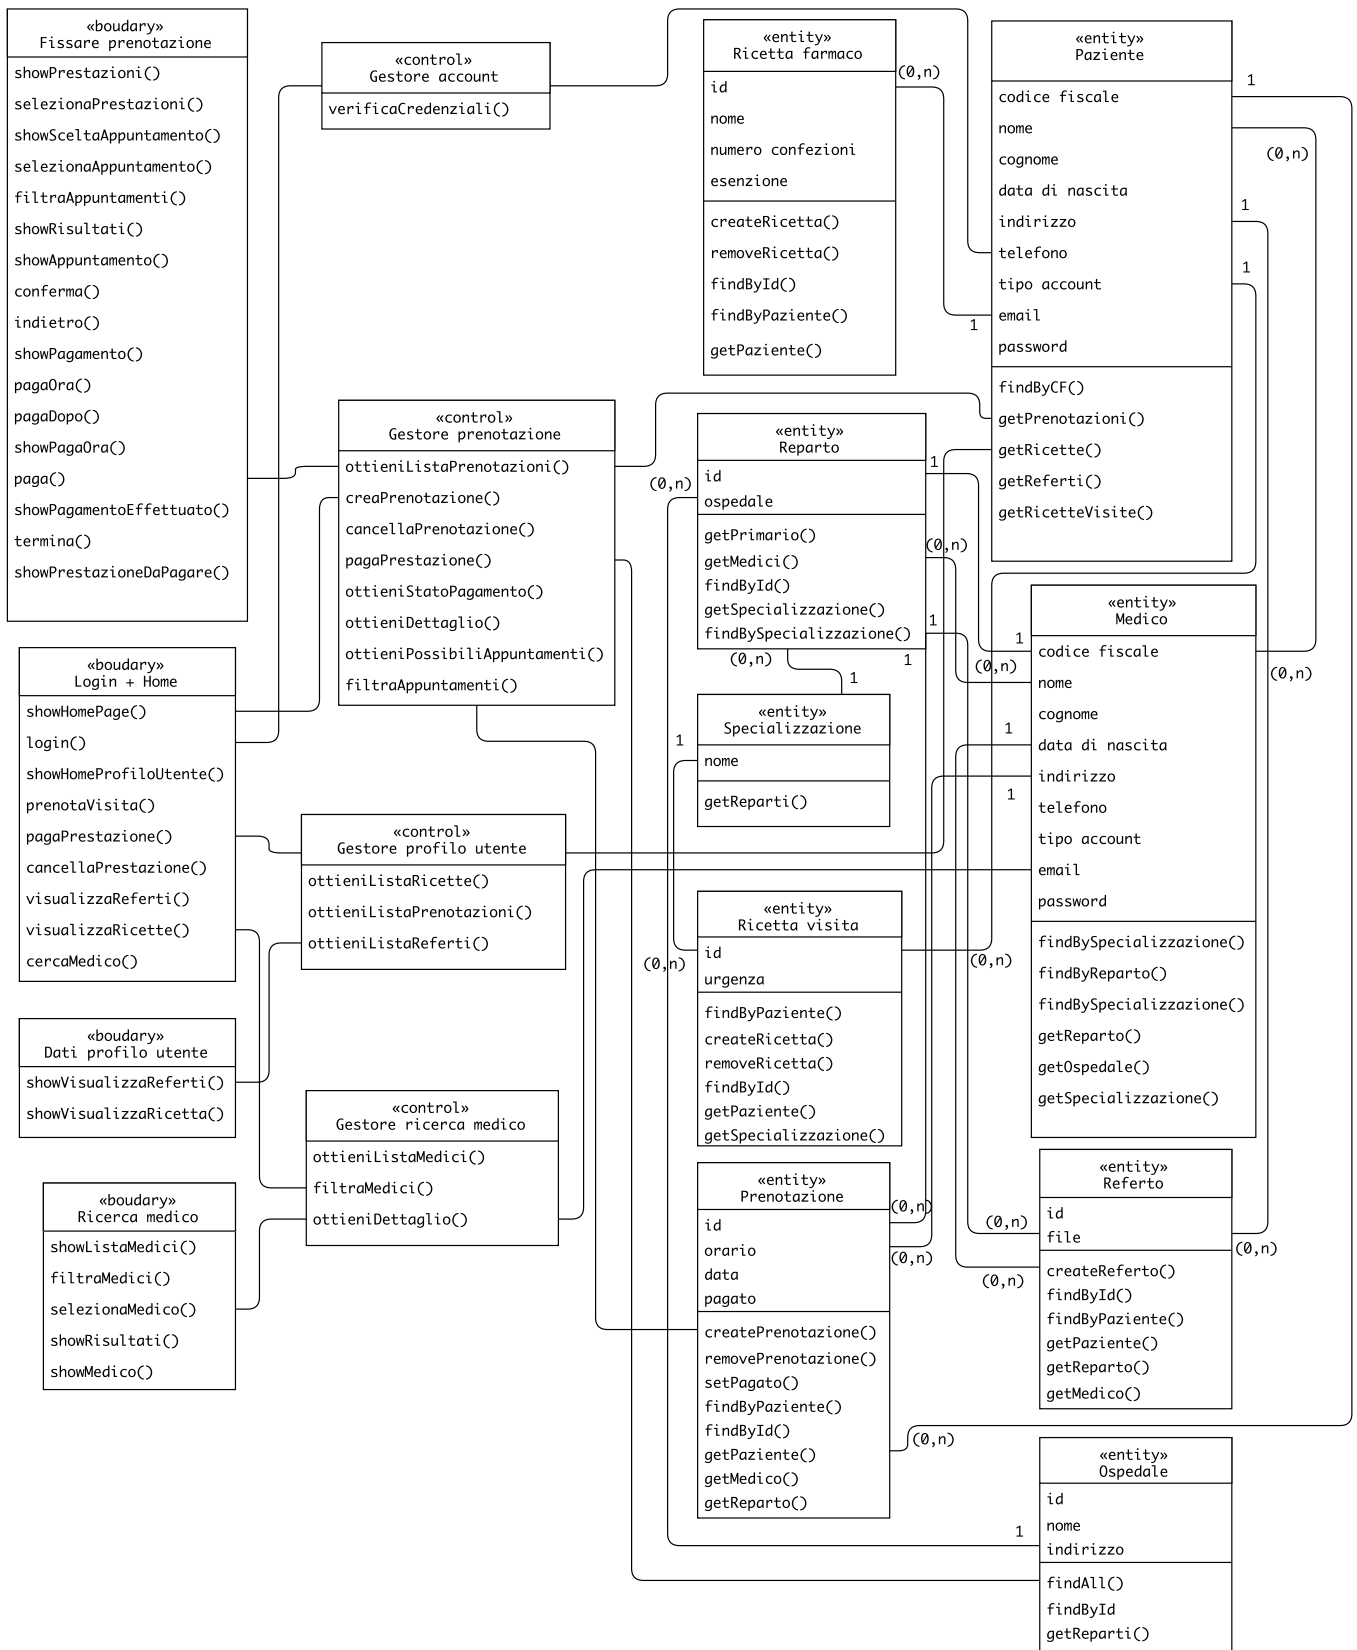 «boudary»
Fissare prenotazione
showPrestazioni()
selezionaPrestazioni()
showSceltaAppuntamento()
selezionaAppuntamento()
filtraAppuntamenti()
showRisultati()
showAppuntamento()
conferma()
indietro()
showPagamento()
pagaOra()
pagaDopo()
showPagaOra()
paga()
showPagamentoEffettuato()
termina()
showPrestazioneDaPagare()
«boudary»
Login + Home
showHomePage()
login()
showHomeProfiloUtente()
prenotaVisita()
pagaPrestazione()
cancellaPrestazione()
visualizzaReferti()
visualizzaRicette()
cercaMedico()
«boudary»
Dati profilo utente
showVisualizzaReferti()
showVisualizzaRicetta()
«boudary»
Ricerca medico
showListaMedici()
filtraMedici()
selezionaMedico()
showRisultati()
showMedico()
«control»
Gestore account
verificaCredenziali()
«control»
Gestore prenotazione
ottieniListaPrenotazioni()
creaPrenotazione()
cancellaPrenotazione()
pagaPrestazione()
ottieniStatoPagamento()
ottieniDettaglio()
ottieniPossibiliAppuntamenti()
filtraAppuntamenti()
«control»
Gestore profilo utente
ottieniListaRicette()
ottieniListaPrenotazioni()
ottieniListaReferti()
«control»
Gestore ricerca medico
ottieniListaMedici()
filtraMedici()
ottieniDettaglio()
«entity»
Ricetta farmaco
id
nome
numero confezioni
esenzione
createRicetta()
removeRicetta()
findById()
findByPaziente()
getPaziente()
(0,n)
1
«entity»
Reparto
id
ospedale
getPrimario()
getMedici()
findById()
getSpecializzazione()
findBySpecializzazione()
(0,n)
1
(0,n)
1
(0,n)
1
1
«entity»
Specializzazione
nome
getReparti()
1
«entity»
Ricetta visita
id
urgenza
findByPaziente()
createRicetta()
removeRicetta()
findById()
getPaziente()
getSpecializzazione()
(0,n)
(0,n)
«entity»
Prenotazione
id
orario
data
pagato
createPrenotazione()
removePrenotazione()
setPagato()
findByPaziente()
findById()
getPaziente()
getMedico()
getReparto()
(0,n)
(0,n)
(0,n)
«entity»
Paziente
codice fiscale
nome
cognome
data di nascita
indirizzo
telefono
tipo account
email
password
findByCF()
getPrenotazioni()
getRicette()
getReferti()
getRicetteVisite()
1
(0,n)
1
1
«entity»
Medico
codice fiscale
nome
cognome
data di nascita
indirizzo
telefono
tipo account
email
password
findBySpecializzazione()
findByReparto()
findBySpecializzazione()
getReparto()
getOspedale()
getSpecializzazione()
1
(0,n)
(0,n)
1
1
«entity»
Referto
id
file
createReferto()
findById()
findByPaziente()
getPaziente()
getReparto()
getMedico()
(0,n)
(0,n)
(0,n)
«entity»
Ospedale
id
nome
indirizzo
findAll()
findById
getReparti()
1